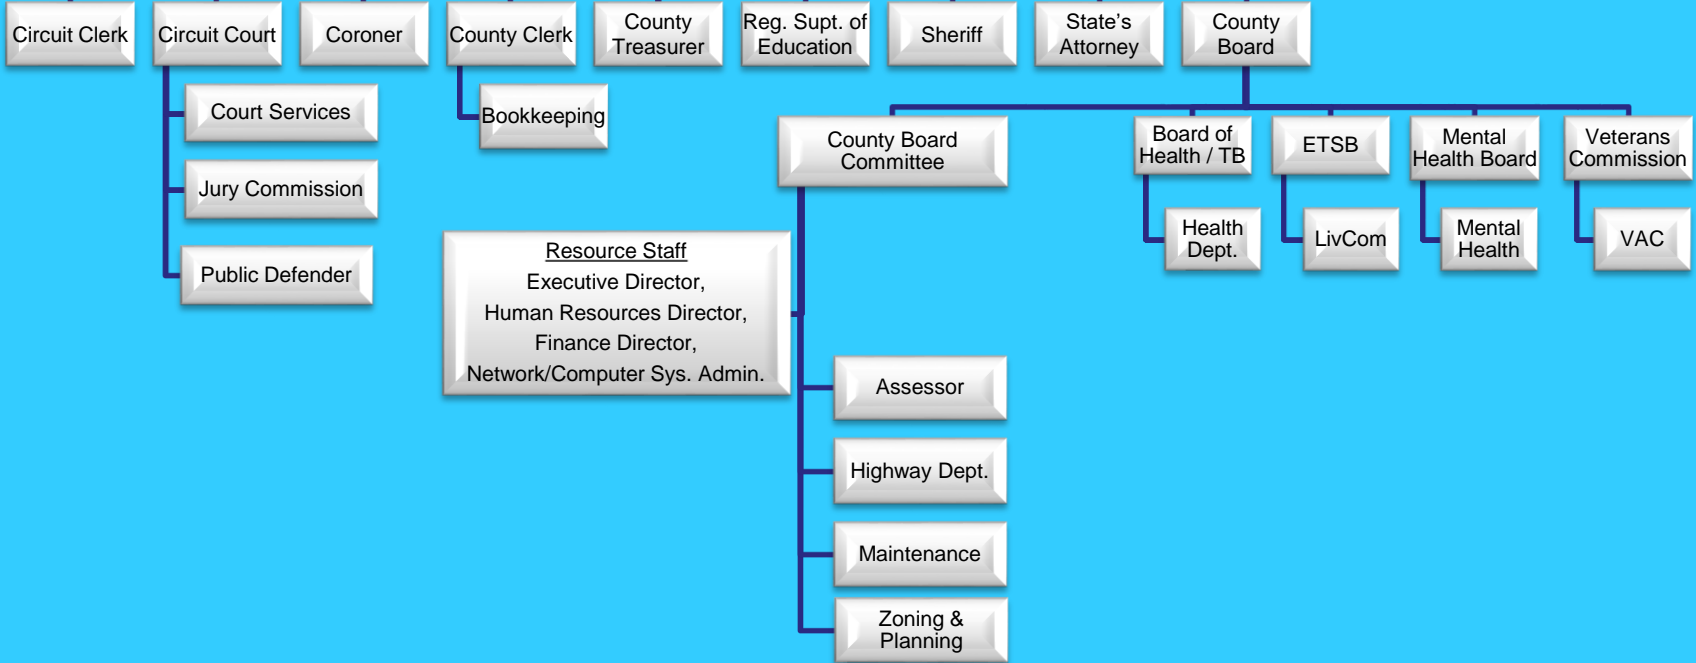 Circuit Clerk
Circuit Court
Coroner
County Clerk
County
Treasurer
Reg. Supt. of
Education
Sheriff
State’s
Attorney
County
Board
Court Services
Jury Commission
Public Defender
Bookkeeping
County Board
Committee
Board of
Health / TB
ETSB
Mental
Health Board
Veterans
Commission
Health
Dept.
LivCom
Mental
Health
VAC
Resource Staff
Executive Director,
Human Resources Director,
Finance Director,
Network/Computer Sys. Admin.
Assessor
Highway Dept.
Maintenance
Zoning &
Planning